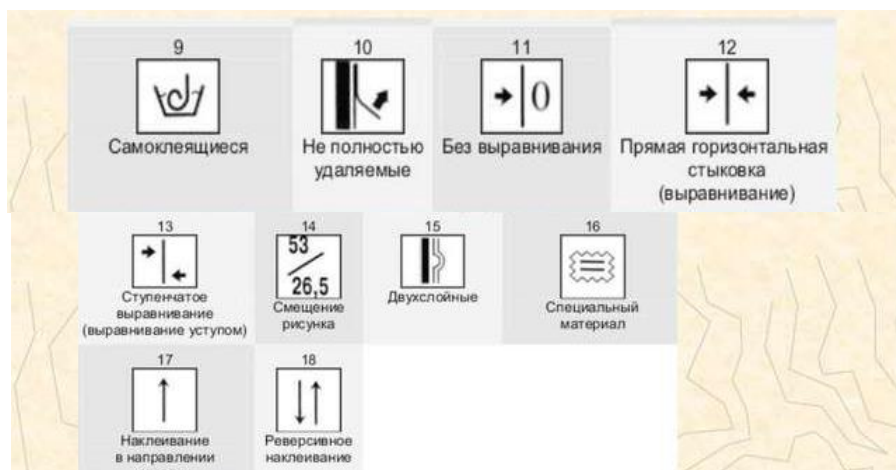 9
Самоклеящиеся
10
Не полностью
удаляемые
11
0
Без выравнивания
12
Прямая горизонтальная
стыковка
(выравнивание)
13
Ступенчатое
выравнивание
(выравнивание уступом)
14
53
26,5
Смещение
рисунка
15
Двухслойные
16
Специальный
материал
17
Наклеивание
в направлении
18
Реверсивное
наклеивание